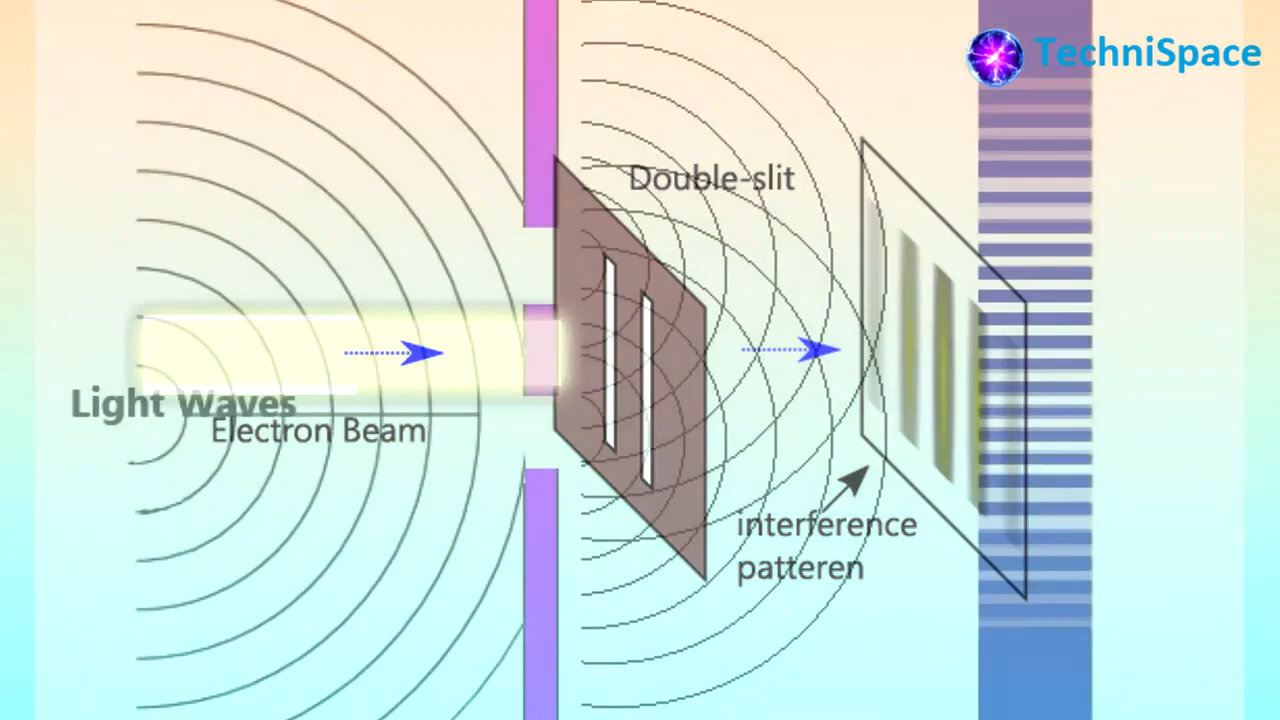 TechniSpace
Double-slit
Light Waves
Electron Beam
interference
patteren